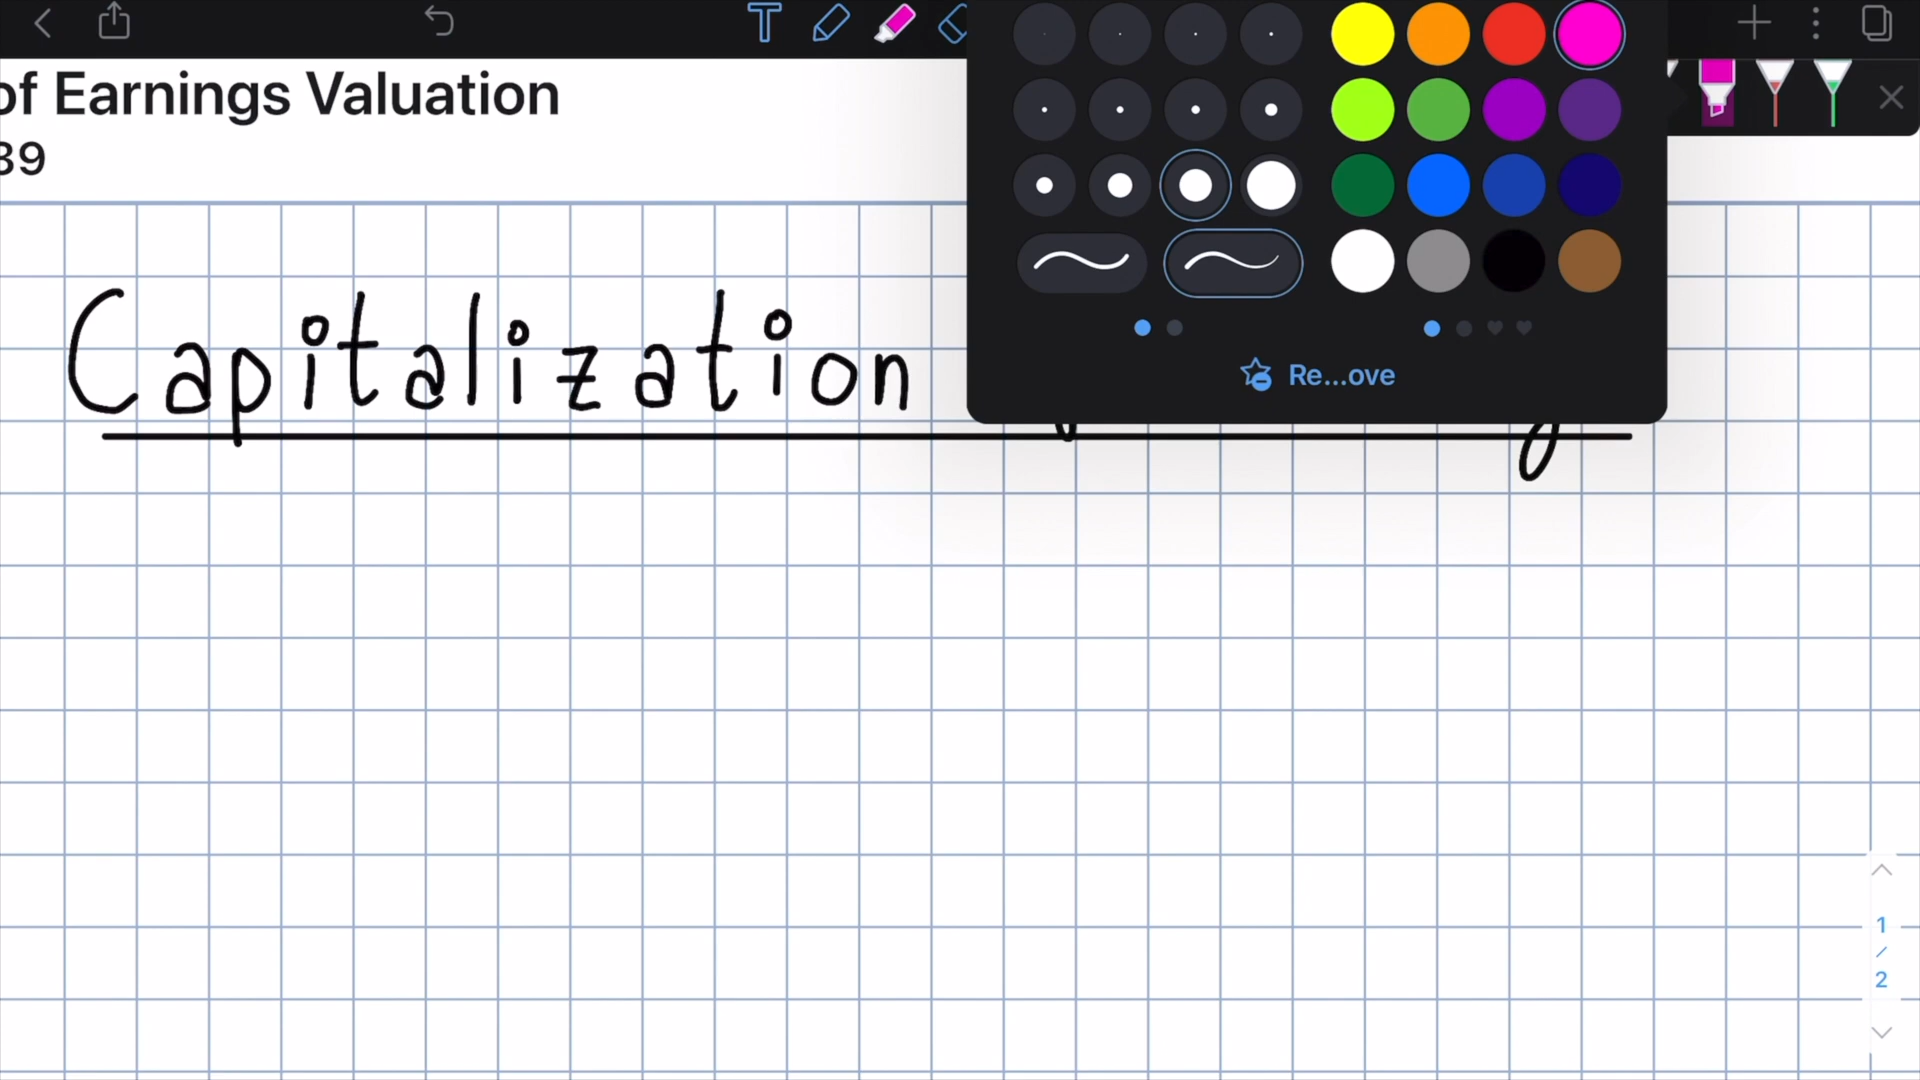 of Earnings Valuation
39
Capitalization
Re...ove
1
/
2